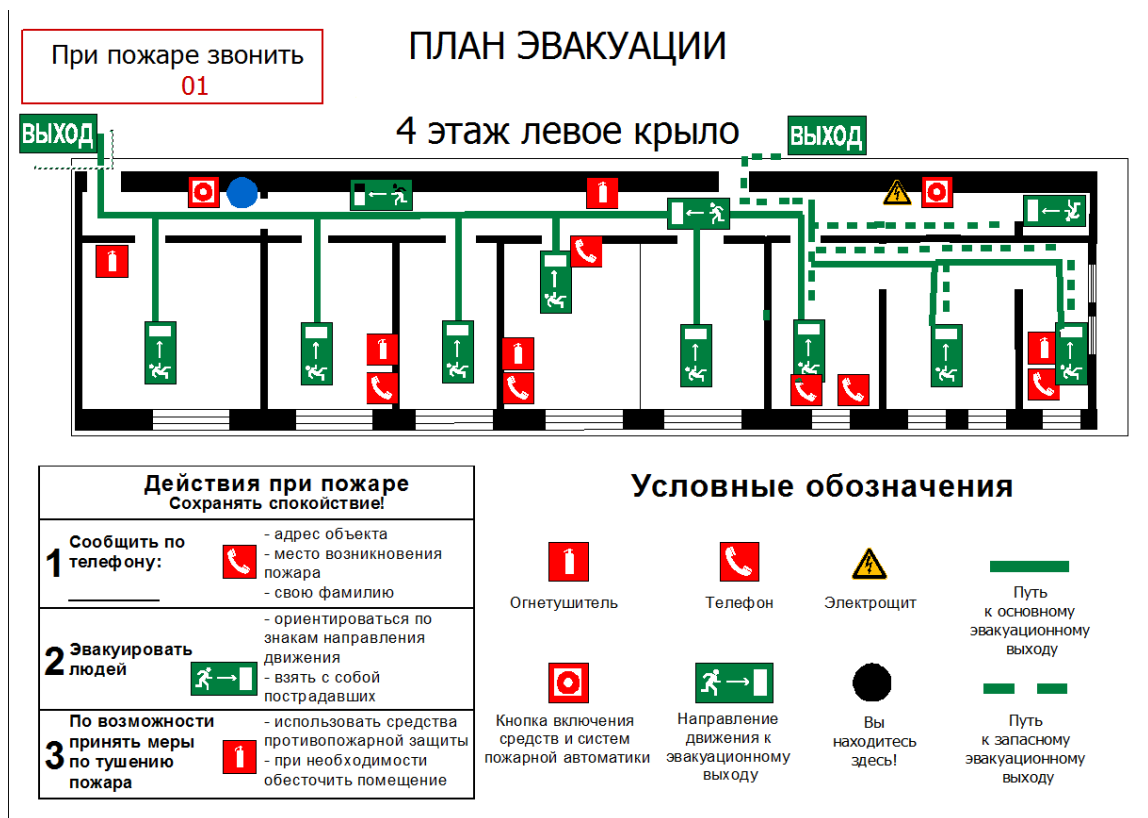 При пожаре звонить
01
ПЛАН ЭВАКУАЦИИ
4 этаж левое крыло
ВЫХОД
ВЫХОД
Действия при пожаре
Сохранять спокойствие!
1
Сообщить по
телефону:
- адрес объекта
- место возникновения
пожара
- свою фамилию
2
Эвакуировать
людей
- ориентироваться по
знакам направления
движения
- взять с собой
пострадавших
3
По возможности
принять меры
по тушению
пожара
- использовать средства
противопожарной защиты
- при необходимости
обесточить помещение
Условные обозначения
Огнетушитель
Телефон
Электрощит
Путь
к основному
эвакуационному
выходу
Кнопка включения
средств и систем
пожарной автоматики
Направление
движения к
эвакуационному
выходу
Вы
находитесь
здесь!
Путь
к запасному
эвакуационному
выходу